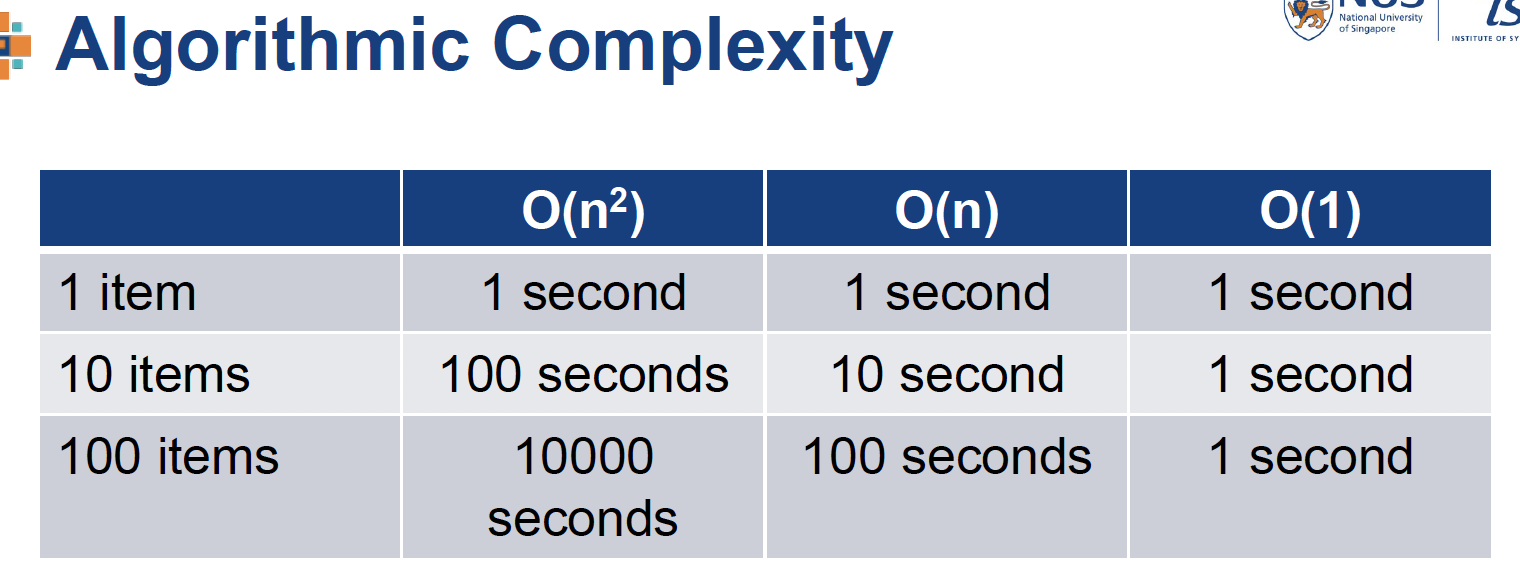 Algorithmic Complexity
National University
of Singapore
INSTITUTE OF SY
O(n²) O(n) O(1)
1 item 1 second 1 second 1 second
10 items 100 seconds 10 second 1 second
100 items 10000 seconds 100 seconds 1 second